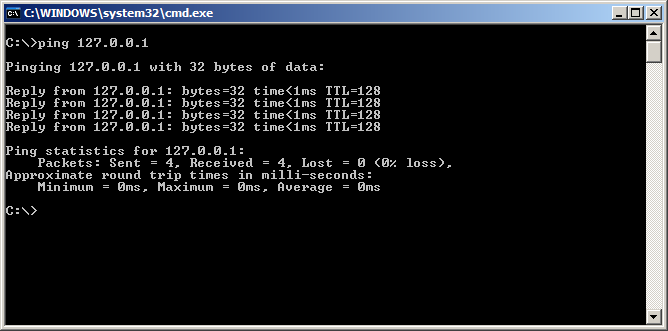 C:\WINDOWS\system32\cmd.exe
C:\>ping 127.0.0.1
Pinging 127.0.0.1 with 32 bytes of data:
Reply from 127.0.0.1: bytes=32 time<1ms TTL=128
Reply from 127.0.0.1: bytes=32 time<1ms TTL=128
Reply from 127.0.0.1: bytes=32 time<1ms TTL=128
Reply from 127.0.0.1: bytes=32 time<1ms TTL=128
Ping statistics for 127.0.0.1:
    Packets: Sent = 4, Received = 4, Lost = 0 (0% loss),
Approximate round trip times in milli-seconds:
    Minimum = 0ms, Maximum = 0ms, Average = 0ms
C:\>